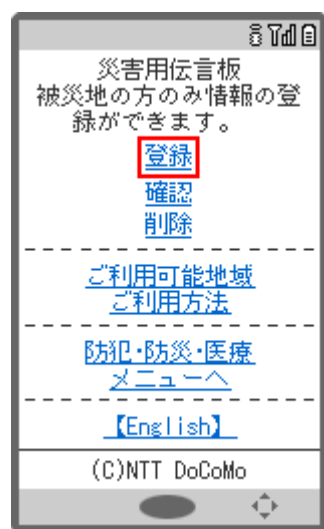 災害用伝言板
被災地の方のみ情報の登
録ができます。
登録
確認
削除
ご利用可能地域
ご利用方法
防犯・防災・医療
メニューへ
【English】
(C)NTT DoCoMo